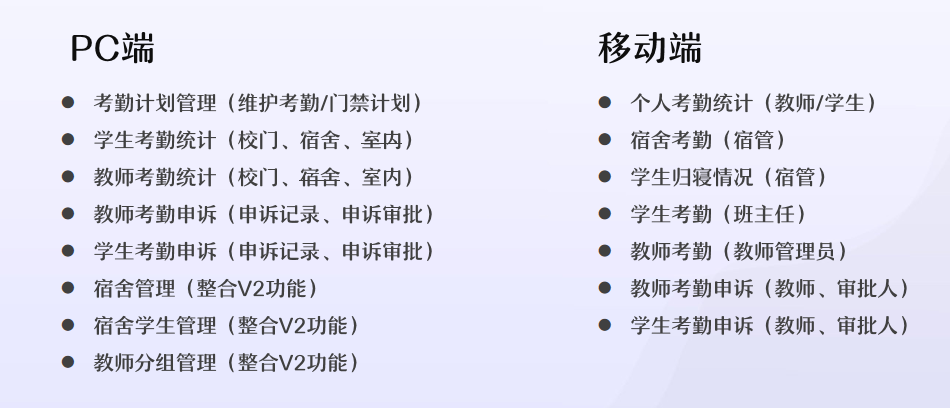 PC端
● 考勤计划管理（维护考勤/门禁计划）
● 学生考勤统计（校门、宿舍、室内）
● 教师考勤统计（校门、宿舍、室内）
● 教师考勤申诉（申诉记录、申诉审批）
● 学生考勤申诉（申诉记录、申诉审批）
● 宿舍管理（整合V2功能）
● 宿舍学生管理（整合V2功能）
● 教师分组管理（整合V2功能）
移动端
● 个人考勤统计（教师/学生）
● 宿舍考勤（宿管）
● 学生归寝情况（宿管）
● 学生考勤（班主任）
● 教师考勤（教师管理员）
● 教师考勤申诉（教师、审批人）
● 学生考勤申诉（教师、审批人）